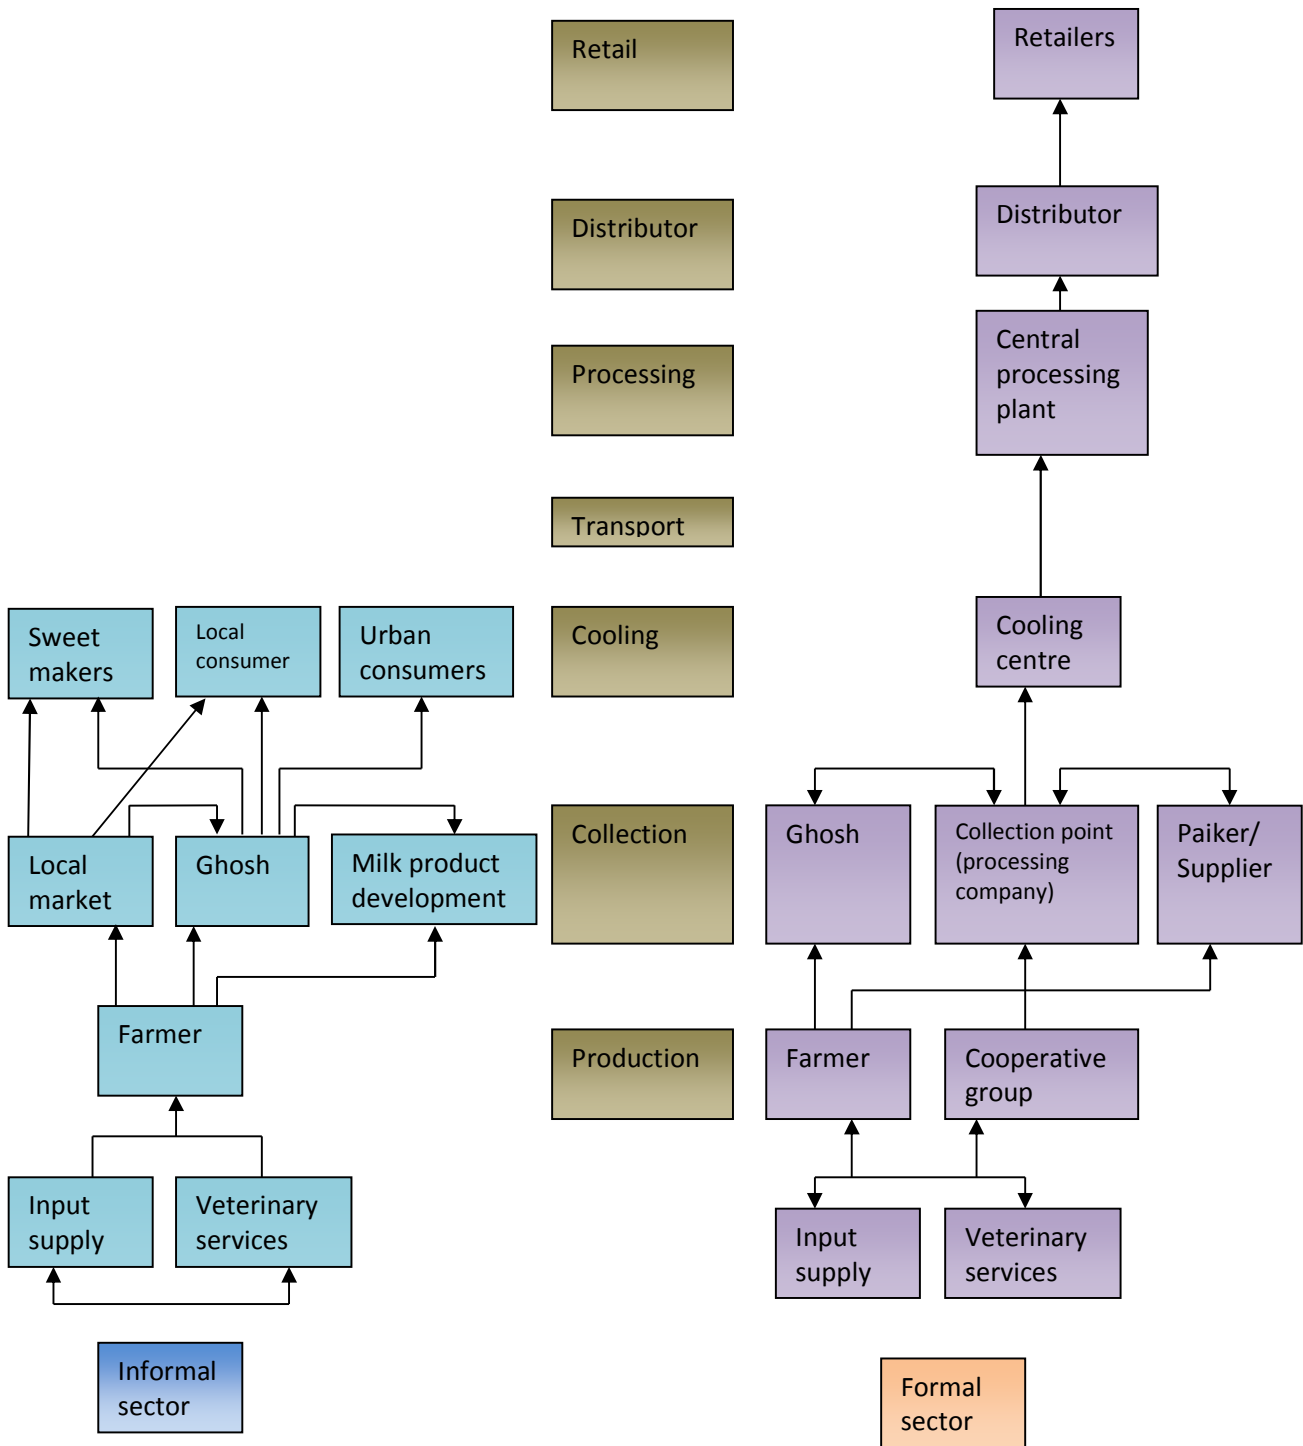 Retail
Retailers
Distributor
Distributor
Processing
Central
processing
plant
Transport
Sweet
makers
Local
consumer
Urban
consumers
Cooling
Cooling
centre
Local
market
Ghosh
Milk product
development
Collection
Ghosh
Collection point
(processing
company)
Paiker/
Supplier
Farmer
Production
Farmer
Cooperative
group
Input
supply
Veterinary
services
Input
supply
Veterinary
services
Informal
sector
Formal
sector